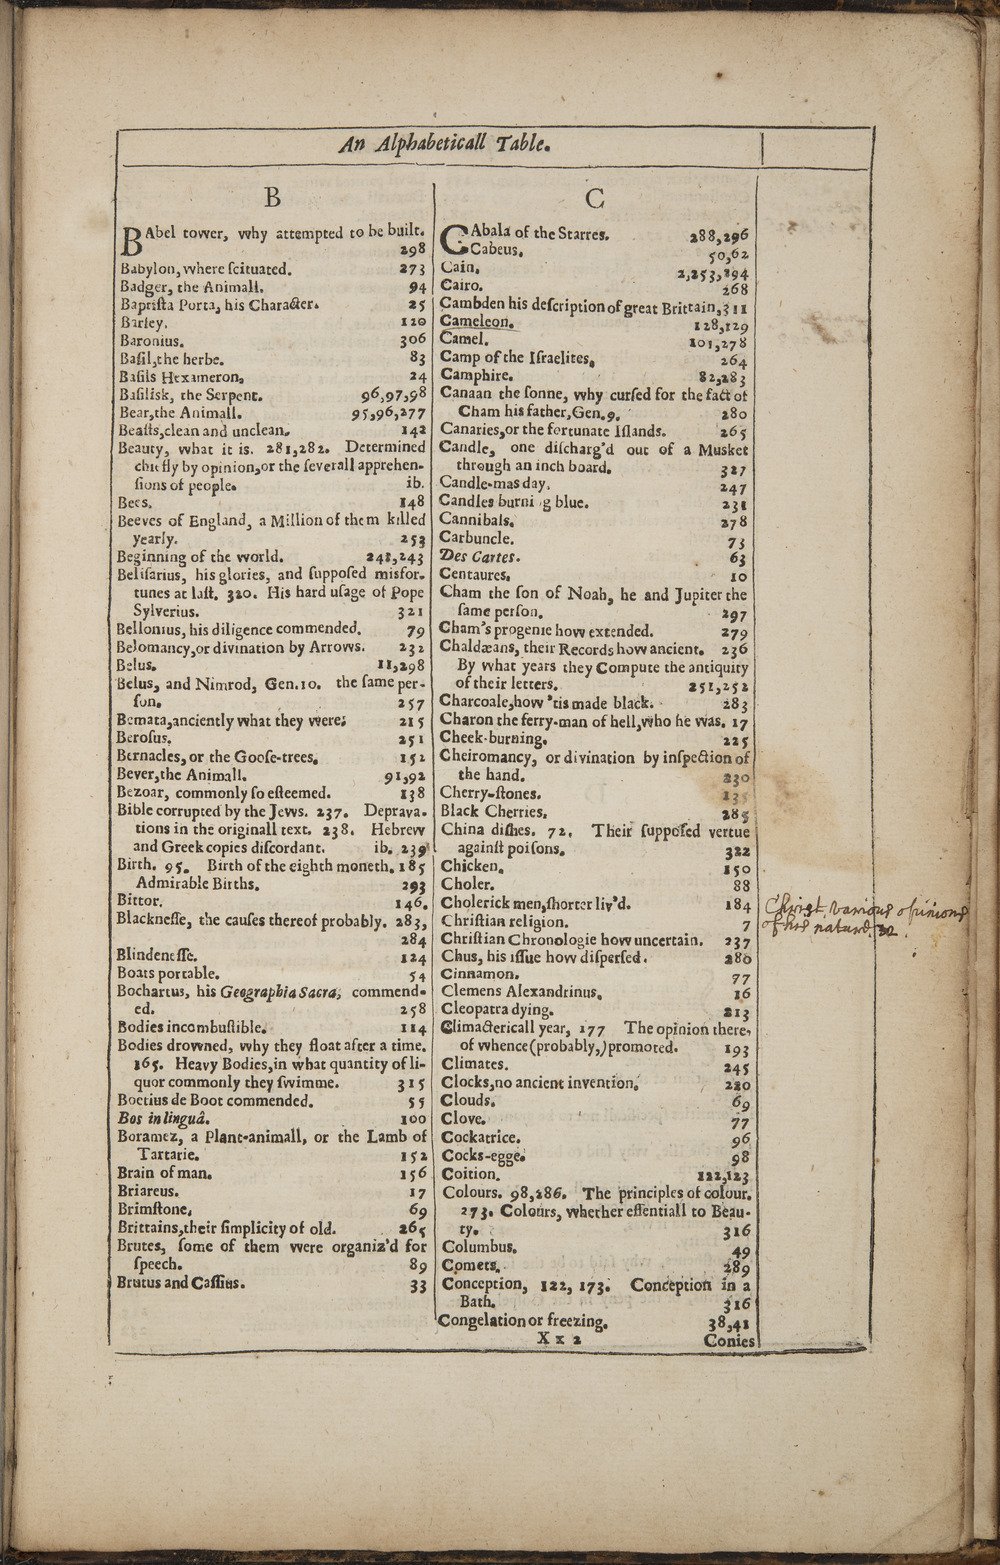 An Alphabeticall Table.
B
BAbel tower, why attempted to be built.
298
Babylon, where ſcituated. 273
Badger, the Animall. 94
Baptiſta Porta, his Character. 25
Barley. 120
Baronius. 306
Baſil, the herbe. 83
Baſils Hexameron, 24
Baſiliſk, the Serpent. 96,97,98
Bear, the Animall. 95,96,277
Beaſts, clean and unclean. 142
Beauty, what it is. 281,282. Determined
chiefly by opinion, or the ſeverall apprehen-
ſions of people. ib.
Bees. 148
Beeves of England, a Million of them killed
yearly. 253
Beginning of the world. 242,243
Beliſarius, his glories, and ſuppoſed misfor-
tunes at laſt. 320. His hard uſage of Pope
Sylverius. 321
Bellonius, his diligence commended. 79
Belomancy, or divination by Arrows. 232
Belus. 11,298
Belus, and Nimrod, Gen. 10. the ſame per-
ſon. 257
Bemata, anciently what they were; 215
Beroſus. 251
Bernacles, or the Gooſe-trees, 152
Bever, the Animall. 91,92
Bezoar, commonly ſo eſteemed. 138
Bible corrupted by the Jews. 237. Deprava-
tions in the originall text. 238. Hebrew
and Greek copies diſcordant. ib. 239
Birth. 95. Birth of the eighth moneth. 185
Admirable Births. 293
Bittor. 146.
Blackneſſe, the cauſes thereof probably. 283,
284
Blindeneſſe. 124
Boats portable. 54
Bochartus, his Geographia Sacra, commend-
ed. 258
Bodies incombuſtible. 114
Bodies drowned, why they float after a time.
165. Heavy Bodies, in what quantity of li-
quor commonly they ſwimme. 315
Boetius de Boot commended. 55
Bos in linguâ. 100
Boramez, a Plant-animall, or the Lamb of
Tartarie. 152
Brain of man. 156
Briareus. 17
Brimſtone, 69
Brittains, their ſimplicity of old. 265
Brutes, ſome of them were organiz'd for
ſpeech. 89
Brutus and Caſſius. 33
C
CAbala of the Starres. 288,296
Cabeus, 50,62
Cain, 2,253,294
Cairo. 268
Cambden his deſcription of great Brittain, 311
Cameleon. 128,129
Camel. 101,278
Camp of the Iſraelites, 264
Camphire. 82,283
Canaan the ſonne, why curſed for the fact of
Cham his father, Gen. 9. 280
Canaries, or the fortunate Iſlands. 265
Candle, one diſcharg'd out of a Musket
through an inch board. 327
Candle-mas day. 247
Candles burni g blue. 231
Cannibals, 278
Carbuncle. 73
Des Cartes. 63
Centaures, 10
Cham the ſon of Noah, he and Jupiter the
ſame perſon, 297
Cham's progenie how extended. 279
Chaldæans, their Records how ancient. 236
By what years they Compute the antiquity
of their letters. 251,252
Charcoale, how 'tis made black. 283
Charon the ferry-man of hell, who he was. 17
Cheek-burning, 225
Cheiromancy, or divination by inſpection of
the hand. 230
Cherry-ſtones. 135
Black Cherries. 285
China diſhes. 72, Their ſuppoſed vertue
againſt poiſons, 322
Chicken, 150
Choler. 88
Cholerick men, ſhorter liv'd. 184
Chriſtian religion. 7
Chriſtian Chronologie how uncertain. 237
Chus, his iſſue how diſperſed. 280
Cinnamon. 77
Clemens Alexandrinus, 16
Cleopatra dying. 213
Climactericall year, 177 The opinion there,
of whence (probably,) promoted. 193
Climates. 245
Clocks, no ancient invention, 220
Clouds. 69
Clove. 77
Cockatrice. 96
Cocks-egge. 98
Coition. 122,123
Colours. 98,286. The principles of colour.
273. Colours, whether eſſentiall to Beau-
ty. 316
Columbus. 49
Comets. 289
Conception, 122, 173. Conception in a
Bath. 316
Congelation or freezing, 38,41
X x 2 Conies
Christ, various opinions
of his nature. 32.